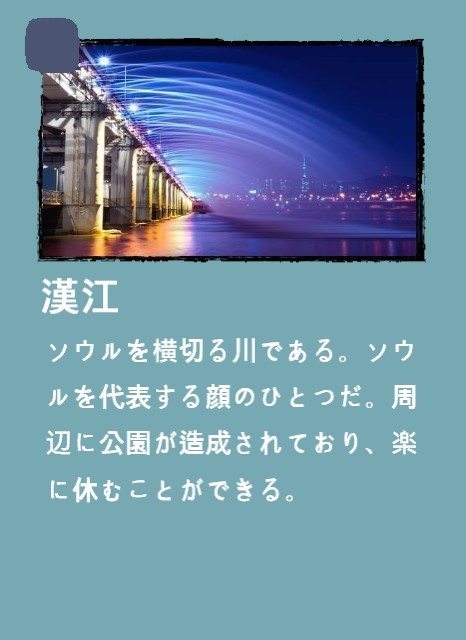 漢江
ソウルを横切る川である。ソウ
ルを代表する顔のひとつだ。周
辺に公園が造成されており、楽
に休むことができる。